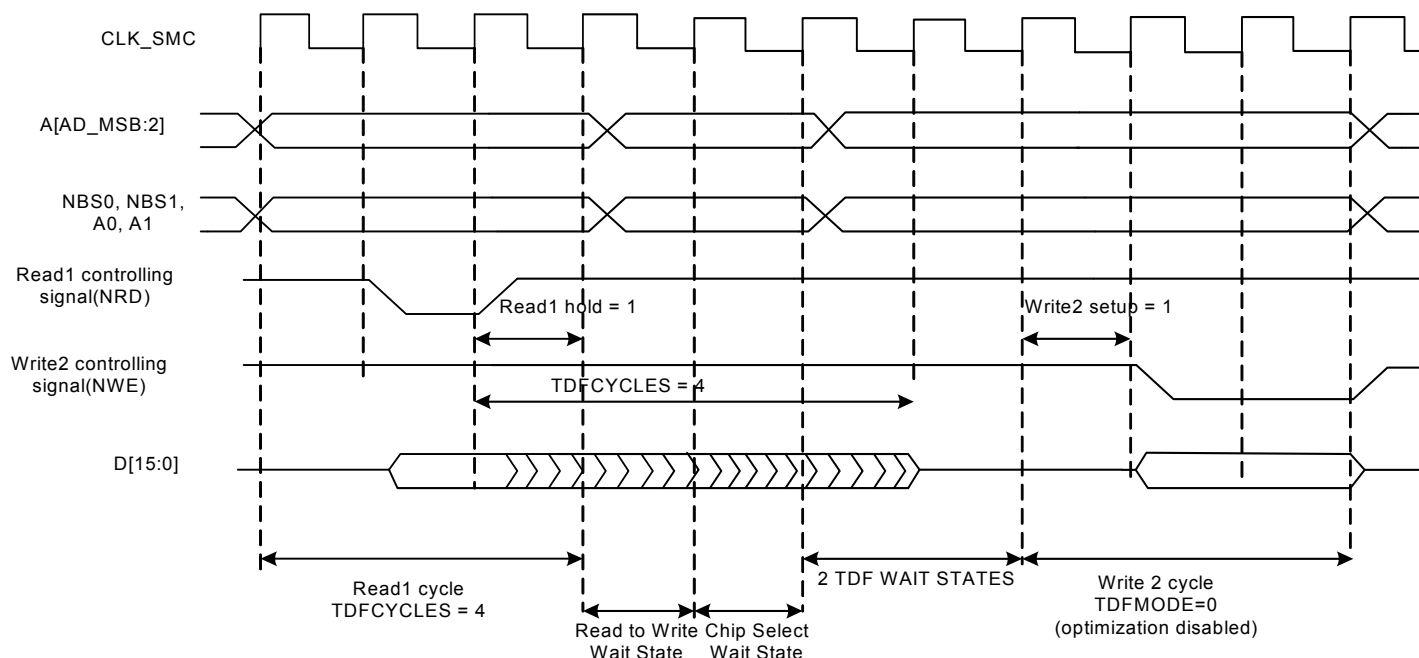 CLK_SMC
A[AD_MSB:2]
NBS0, NBS1,
A0, A1
Read1 controlling
signal(NRD)
Read1 hold = 1
Write2 setup = 1
Write2 controlling
signal(NWE)
TDFCYCLES = 4
D[15:0]
Read1 cycle
TDFCYCLES = 4
2 TDF WAIT STATES
Write 2 cycle
TDFMODE=0
(optimization disabled)
Read to Write
Wait State
Chip Select
Wait State